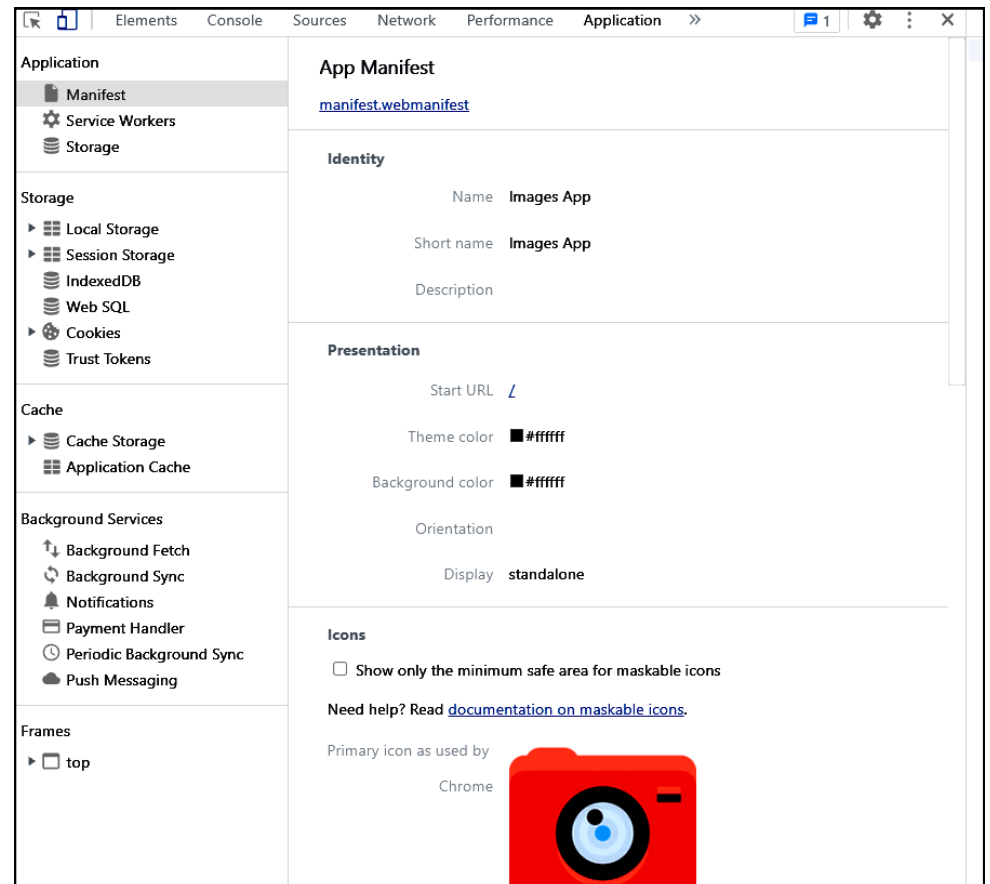 Elements Console Sources Network Performance Application » 1
Application
Manifest
Service Workers
Storage
Storage
Local Storage
Session Storage
IndexedDB
Web SQL
Cookies
Trust Tokens
Cache
Cache Storage
Application Cache
Background Services
Background Fetch
Background Sync
Notifications
Payment Handler
Periodic Background Sync
Push Messaging
Frames
top
App Manifest
manifest.webmanifest
Identity
Name Images App
Short name Images App
Description
Presentation
Start URL /
Theme color #ffffff
Background color #ffffff
Orientation
Display standalone
Icons
Show only the minimum safe area for maskable icons
Need help? Read documentation on maskable icons.
Primary icon as used by
Chrome